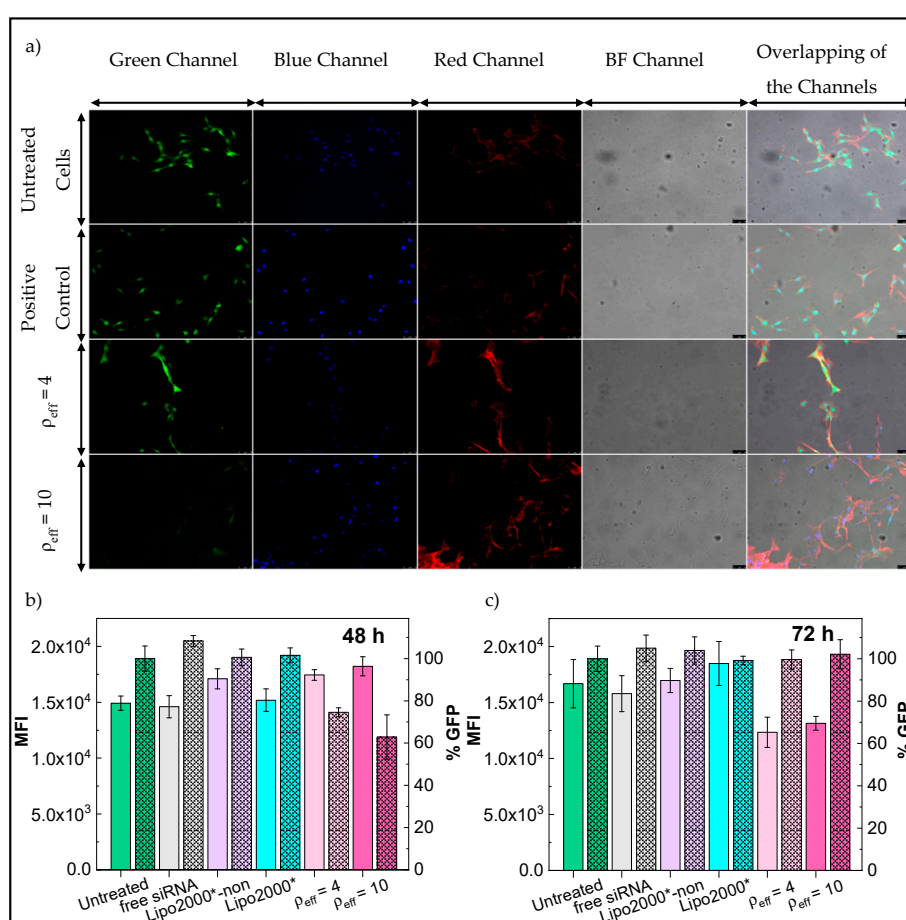 a)
Green Channel
Blue Channel
Red Channel
BF Channel
Overlapping of
the Channels
Untreated
Cells
Positive
Control
ρeff = 4
ρeff = 10
b)
48 h
MFI
2.0x10⁴
1.5x10⁴
1.0x10⁴
5.0x10³
0.0
100
80
60
40
20
0
% GFP
Untreated
free siRNA
Lipo2000*-non
Lipo2000*
ρeff = 4
ρeff = 10
c)
72 h
MFI
2.0x10⁴
1.5x10⁴
1.0x10⁴
5.0x10³
0.0
100
80
60
40
20
0
% GFP
Untreated
free siRNA
Lipo2000*-non
Lipo2000*
ρeff = 4
ρeff = 10